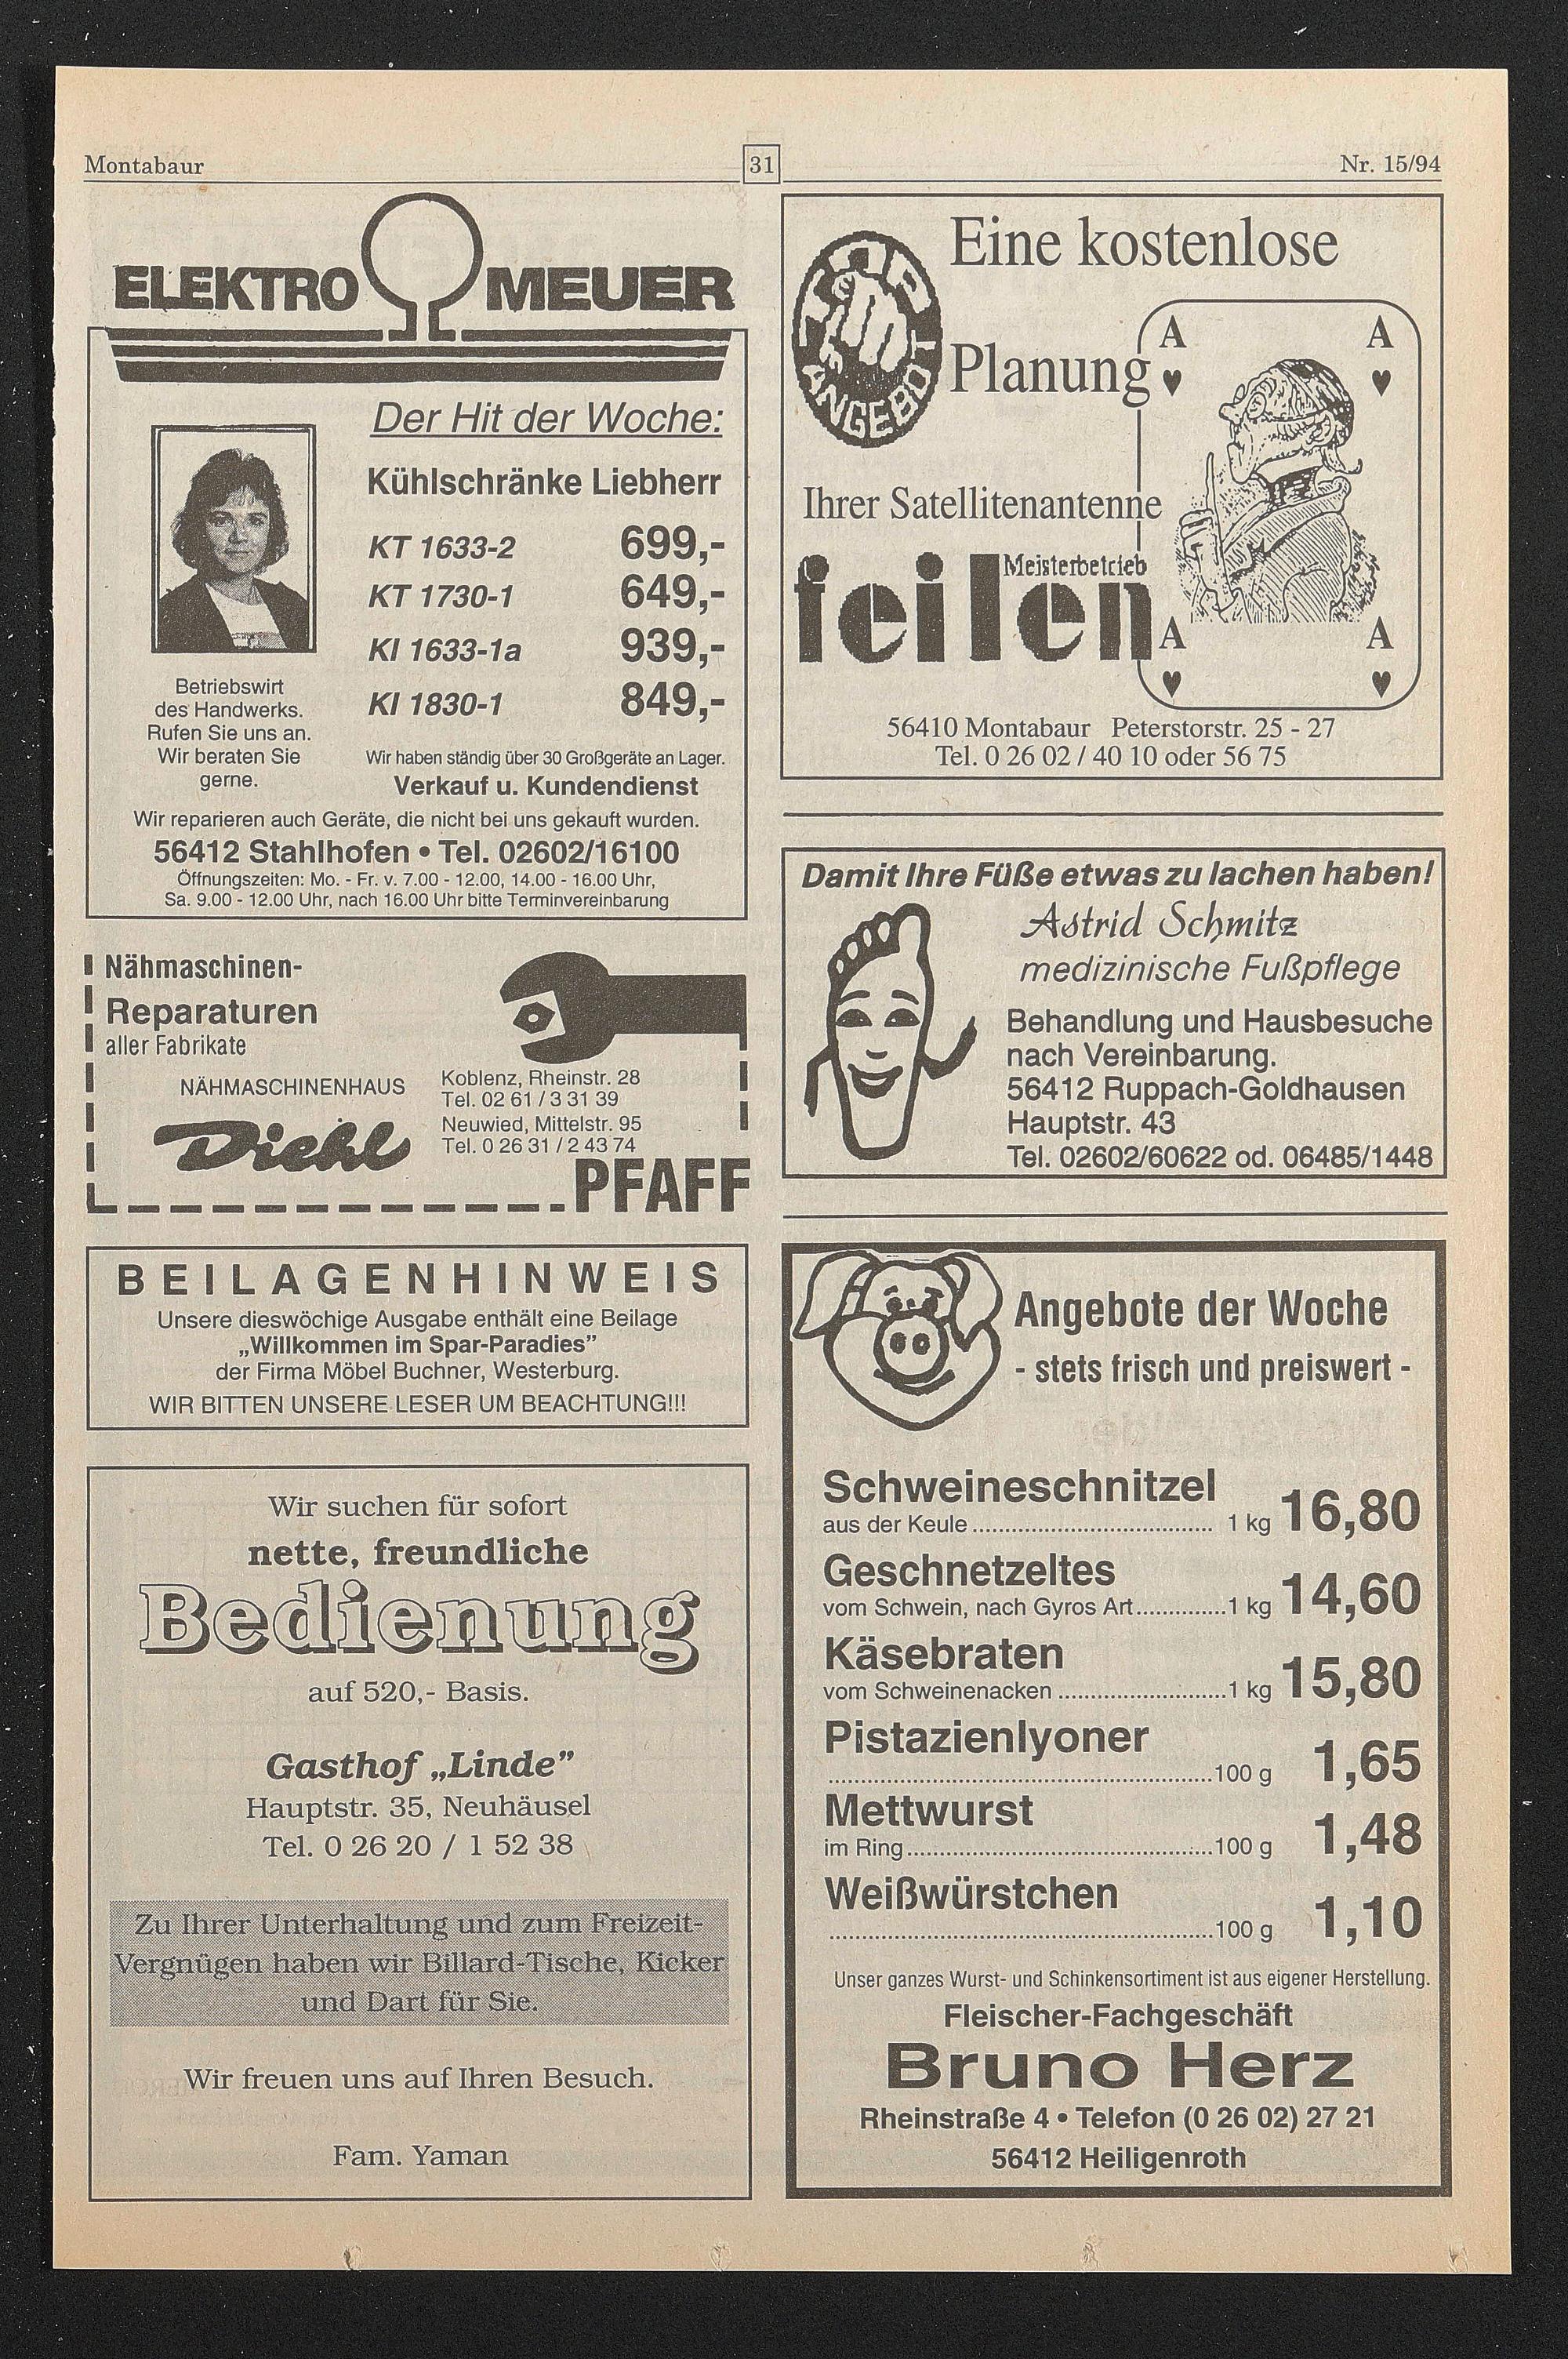 Montabaur
31
Nr. 15/94
ELEKTRO MEUER
Der Hit der Woche:
Kühlschränke Liebherr
KT 1633-2 699,-
KT 1730-1 649,-
KI 1633-1a 939,-
KI 1830-1 849,-
Betriebswirt
des Handwerks.
Rufen Sie uns an.
Wir beraten Sie
gerne.
Wir haben ständig über 30 Großgeräte an Lager.
Verkauf u. Kundendienst
Wir reparieren auch Geräte, die nicht bei uns gekauft wurden.
56412 Stahlhofen • Tel. 02602/16100
Öffnungszeiten: Mo. - Fr. v. 7.00 - 12.00, 14.00 - 16.00 Uhr,
Sa. 9.00 - 12.00 Uhr, nach 16.00 Uhr bitte Terminvereinbarung
Nähmaschinen-
Reparaturen
aller Fabrikate
NÄHMASCHINENHAUS
Diehl
Koblenz, Rheinstr. 28
Tel. 02 61 / 3 31 39
Neuwied, Mittelstr. 95
Tel. 0 26 31 / 2 43 74
PFAFF
BEILAGENHINWEIS
Unsere dieswöchige Ausgabe enthält eine Beilage
„Willkommen im Spar-Paradies”
der Firma Möbel Buchner, Westerburg.
WIR BITTEN UNSERE LESER UM BEACHTUNG!!!
Wir suchen für sofort
nette, freundliche
Bedienung
auf 520,- Basis.
Gasthof „Linde”
Hauptstr. 35, Neuhäusel
Tel. 0 26 20 / 1 52 38
Zu Ihrer Unterhaltung und zum Freizeit-
Vergnügen haben wir Billard-Tische, Kicker
und Dart für Sie.
Wir freuen uns auf Ihren Besuch.
Fam. Yaman
TOP ANGEBOT
Eine kostenlose
Planung
Ihrer Satellitenantenne
Meisterbetrieb
feilen
A A
A A
56410 Montabaur Peterstorstr. 25 - 27
Tel. 0 26 02 / 40 10 oder 56 75
Damit Ihre Füße etwas zu lachen haben!
Astrid Schmitz
medizinische Fußpflege
Behandlung und Hausbesuche
nach Vereinbarung.
56412 Ruppach-Goldhausen
Hauptstr. 43
Tel. 02602/60622 od. 06485/1448
Angebote der Woche
- stets frisch und preiswert -
Schweineschnitzel
aus der Keule ..................................... 1 kg 16,80
Geschnetzeltes
vom Schwein, nach Gyros Art..............1 kg 14,60
Käsebraten
vom Schweinenacken ..........................1 kg 15,80
Pistazienlyoner
...........................................................100 g 1,65
Mettwurst
im Ring...............................................100 g 1,48
Weißwürstchen
...........................................................100 g 1,10
Unser ganzes Wurst- und Schinkensortiment ist aus eigener Herstellung.
Fleischer-Fachgeschäft
Bruno Herz
Rheinstraße 4 • Telefon (0 26 02) 27 21
56412 Heiligenroth